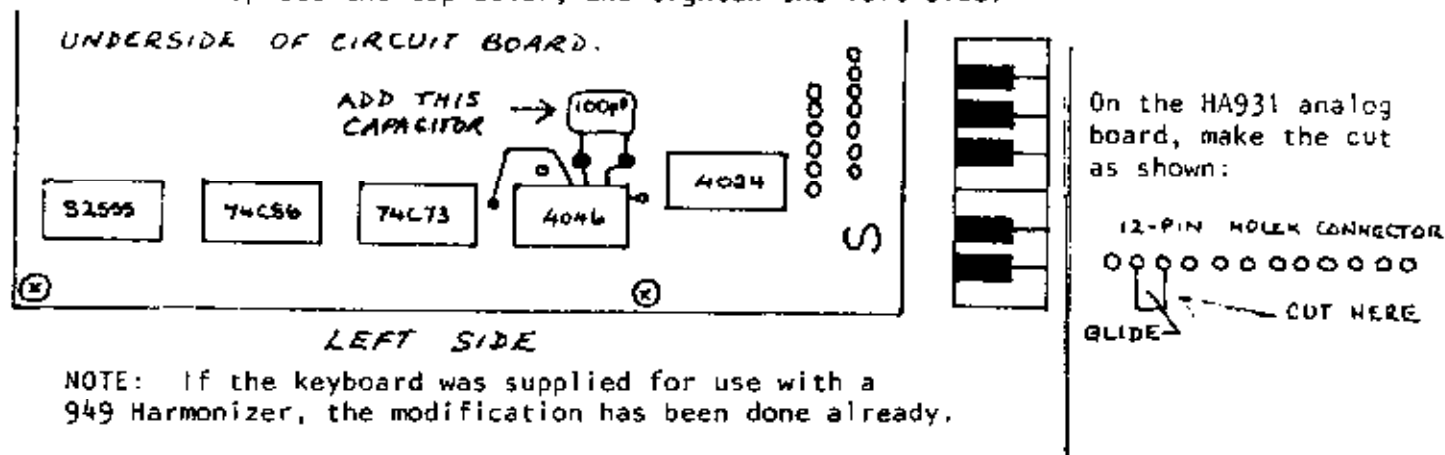 UNDERSIDE OF CIRCUIT BOARD.
ADD THIS
CAPACITOR
100pF
S2555
74C86
74C73
4046
4024
S
LEFT SIDE
NOTE: If the keyboard was supplied for use with a
949 Harmonizer, the modification has been done already.
On the HA931 analog
board, make the cut
as shown:
12-PIN MOLEX CONNECTOR
CUT HERE
GLIDE